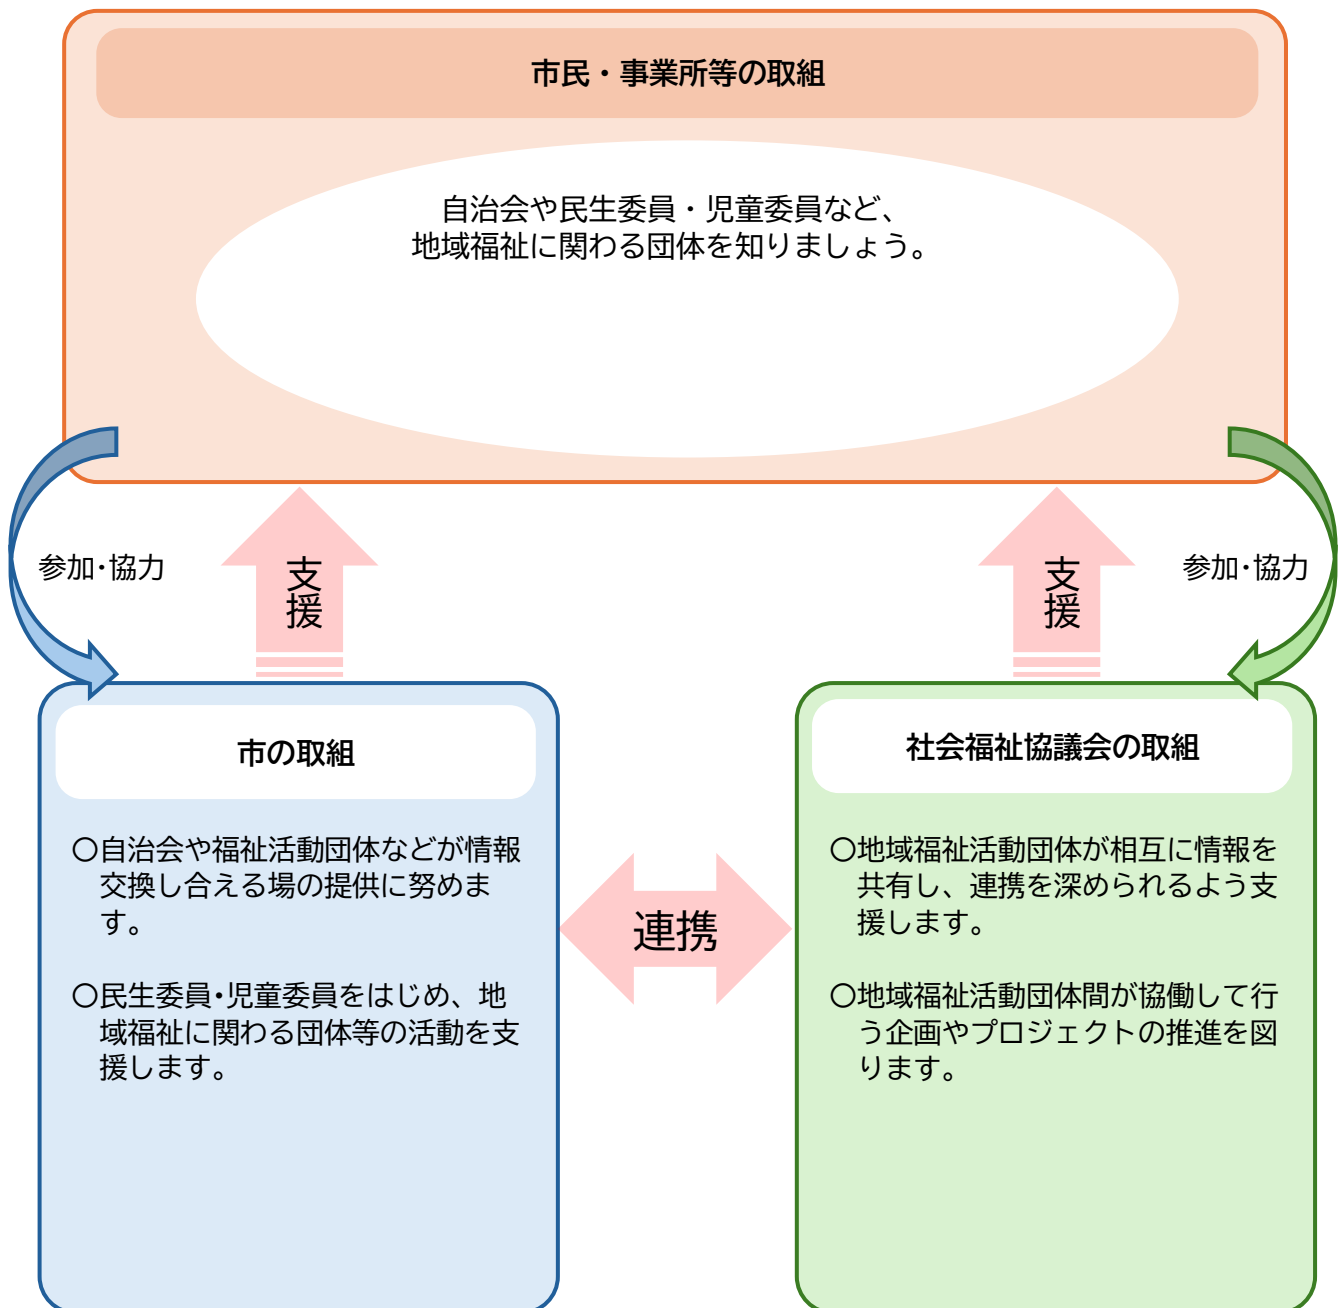 市民・事業所等の取組
自治会や民生委員・児童委員など、
地域福祉に関わる団体を知りましょう。
参加･協力
支援
支援
参加･協力
市の取組
〇自治会や福祉活動団体などが情報
交換し合える場の提供に努めま
す。
〇民生委員･児童委員をはじめ、地
域福祉に関わる団体等の活動を支
援します。
連携
社会福祉協議会の取組
〇地域福祉活動団体が相互に情報を
共有し、連携を深められるよう支
援します。
〇地域福祉活動団体間が協働して行
う企画やプロジェクトの推進を図
ります。